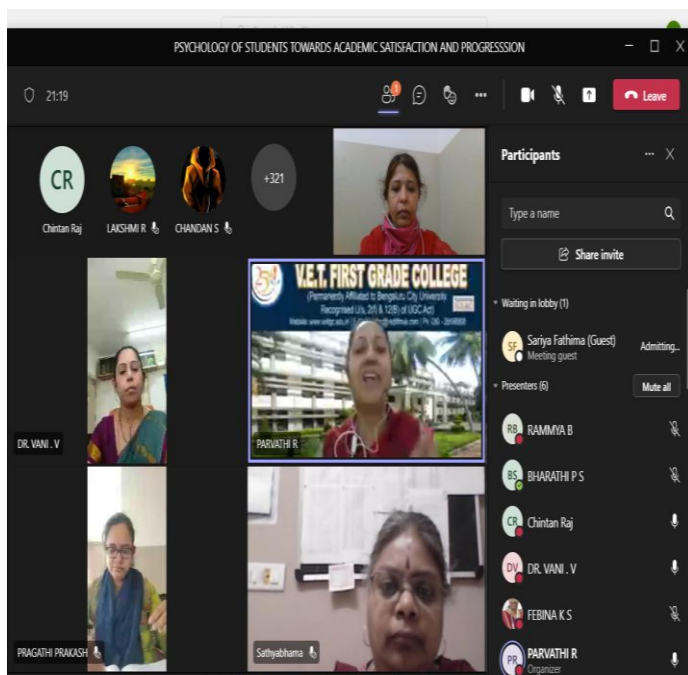 PSYCHOLOGY OF STUDENTS TOWARDS ACADEMIC SATISFACTION AND PROGRESSSION
21:19
1
Leave
CR
+321
Chintan Raj
LAKSHMI R
CHANDAN S
V.E.T. FIRST GRADE COLLEGE
(Permanently Affiliated to Bengaluru City University
Recognised U/s, 2(f) & 12(B) of UGC Act)
DR. VANI . V
PARVATHI R
PRAGATHI PRAKASH
Sathyabhama
Participants
Type a name
Share invite
Waiting in lobby (1)
SF
Sariya Fathima (Guest)
Meeting guest
Admitting...
Presenters (6)
Mute all
RB
RAMMYA B
BS
BHARATHI P S
CR
Chintan Raj
DV
DR. VANI . V
FEBINA K S
PR
PARVATHI R
Organizer